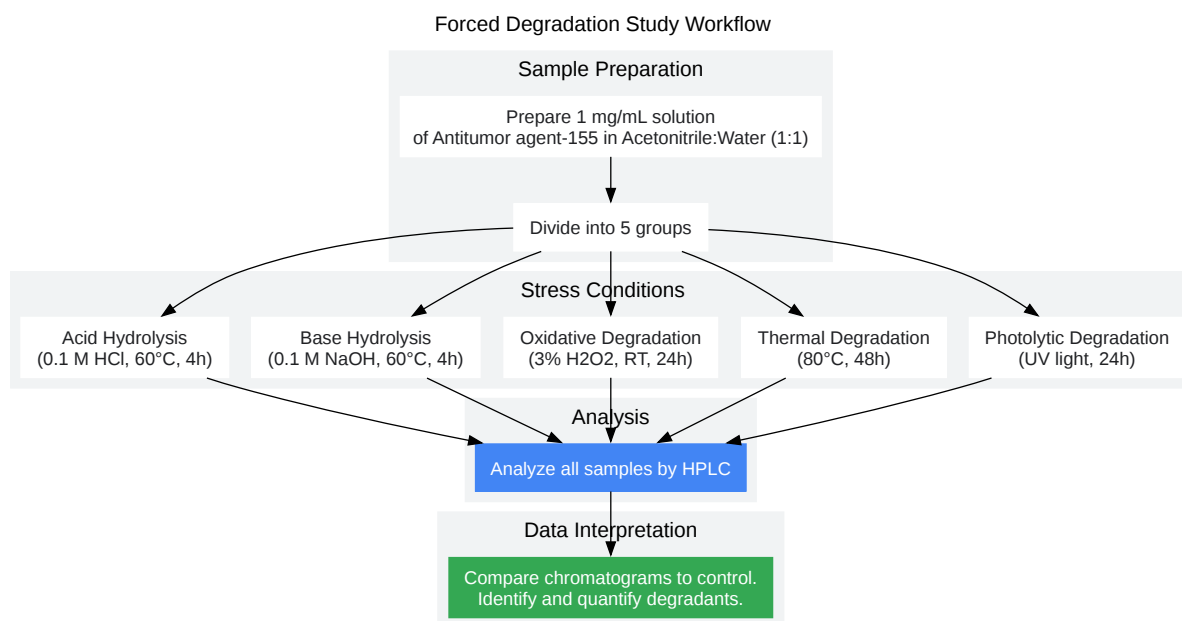 Forced Degradation Study Workflow
Sample Preparation
Prepare 1 mg/mL solution
of Antitumor agent-155 in Acetonitrile:Water (1:1)
Divide into 5 groups
Stress Conditions
Acid Hydrolysis
(0.1 M HCl, 60°C, 4h)
Base Hydrolysis
(0.1 M NaOH, 60°C, 4h)
Oxidative Degradation
(3% H2O2, RT, 24h)
Thermal Degradation
(80°C, 48h)
Photolytic Degradation
(UV light, 24h)
Analysis
Analyze all samples by HPLC
Data Interpretation
Compare chromatograms to control.
Identify and quantify degradants.